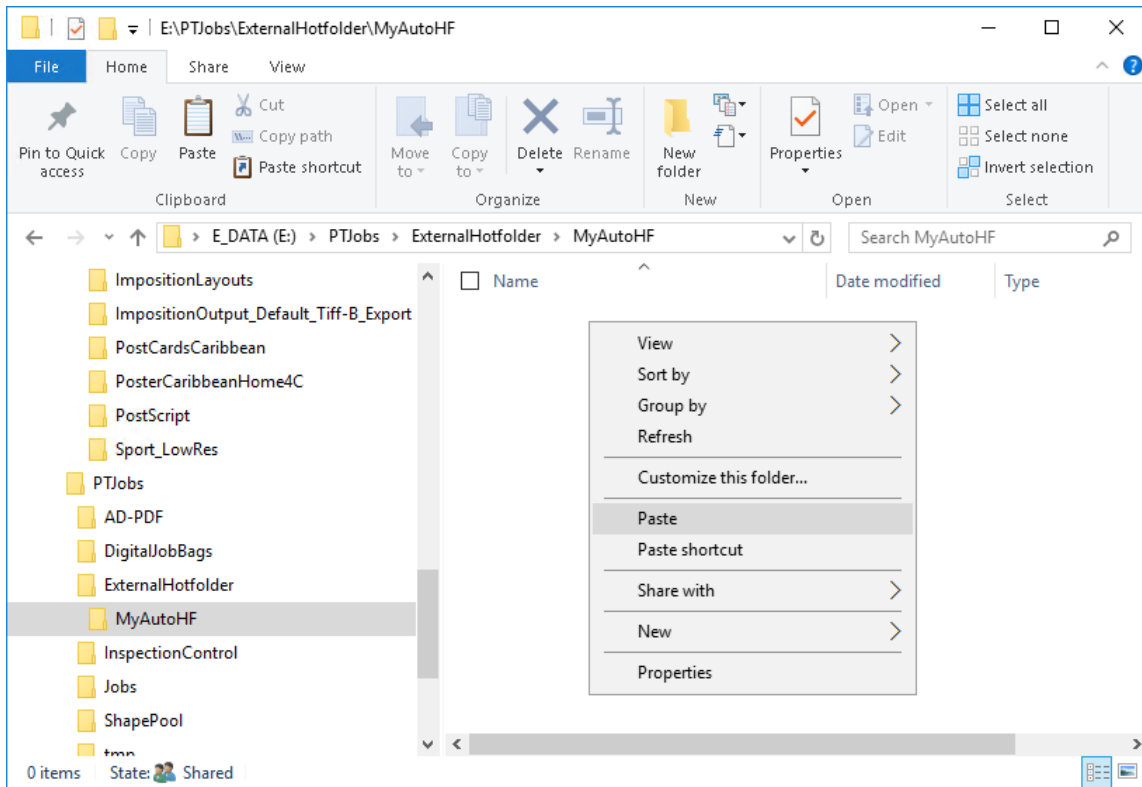 E:\PTJobs\ExternalHotfolder\MyAutoHF
File Home Share View
Pin to Quick access
Copy
Paste
Cut
W... Copy path
Paste shortcut
Clipboard
Move to
Copy to
Delete
Rename
Organize
New folder
New
Properties
Open
Edit
Open
Select all
Select none
Invert selection
Select
E_DATA (E:) > PTJobs > ExternalHotfolder > MyAutoHF
Search MyAutoHF
ImpositionLayouts
ImpositionOutput_Default_Tiff-B_Export
PostCardsCaribbean
PosterCaribbeanHome4C
PostScript
Sport_LowRes
PTJobs
AD-PDF
DigitalJobBags
ExternalHotfolder
MyAutoHF
InspectionControl
Jobs
ShapePool
tmp
Name Date modified Type
View
Sort by
Group by
Refresh
Customize this folder...
Paste
Paste shortcut
Share with
New
Properties
0 items State: Shared